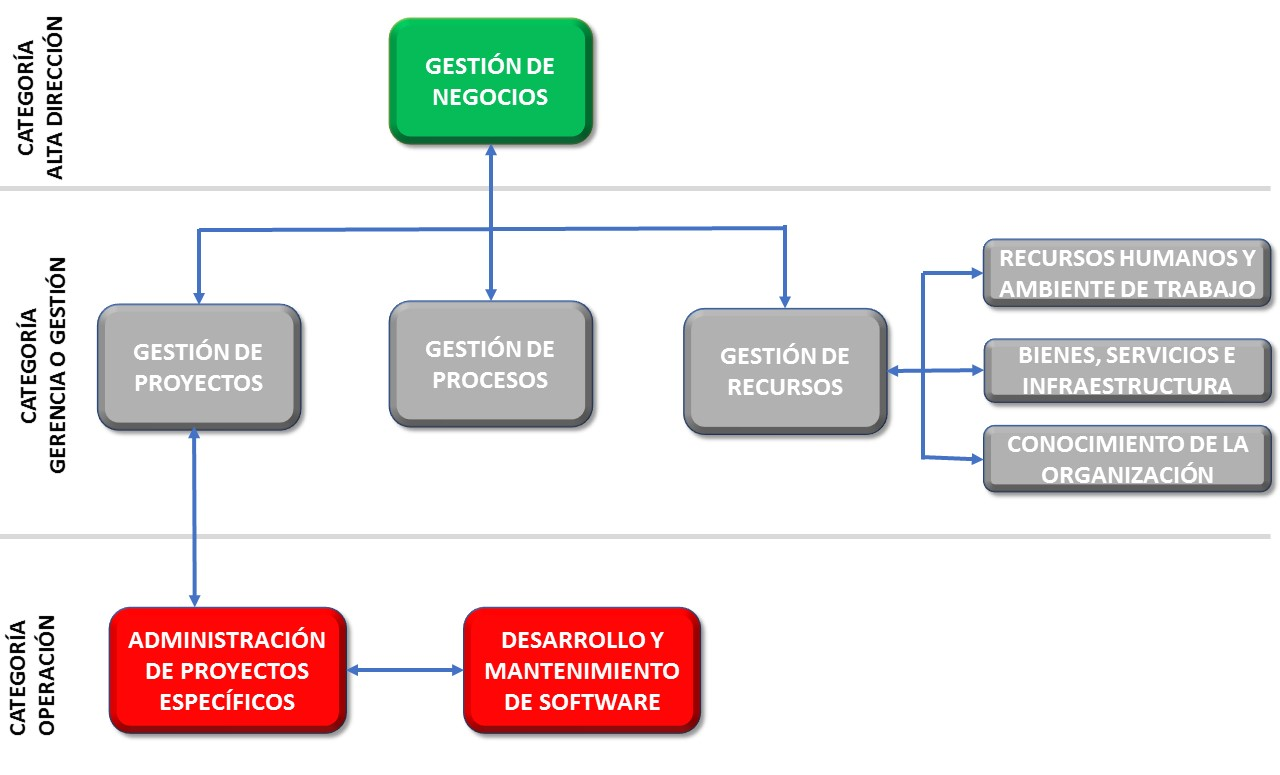 CATEGORÍA
ALTA DIRECCIÓN
GESTIÓN DE
NEGOCIOS
CATEGORÍA
GERENCIA O GESTIÓN
GESTIÓN DE
PROYECTOS
GESTIÓN DE
PROCESOS
GESTIÓN DE
RECURSOS
RECURSOS HUMANOS Y
AMBIENTE DE TRABAJO
BIENES, SERVICIOS E
INFRAESTRUCTURA
CONOCIMIENTO DE LA
ORGANIZACIÓN
CATEGORÍA
OPERACIÓN
ADMINISTRACIÓN
DE PROYECTOS
ESPECÍFICOS
DESARROLLO Y
MANTENIMIENTO
DE SOFTWARE